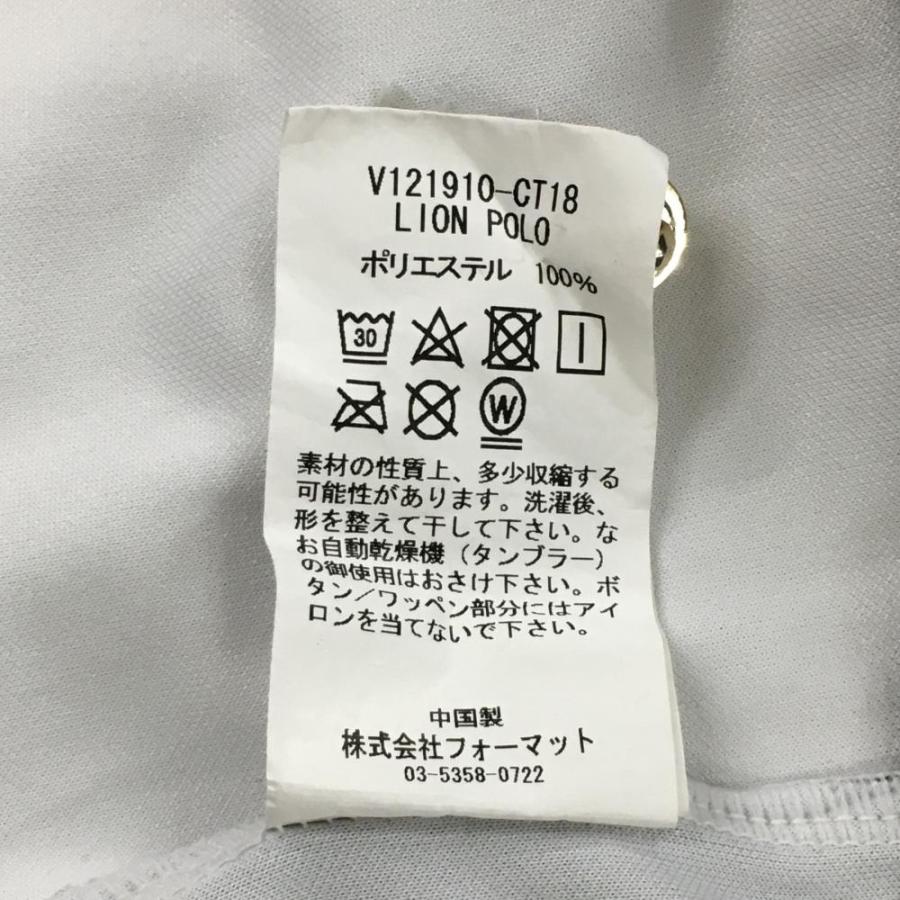 V121910-CT18
LION POLO
ポリエステル 100%
30
W
素材の性質上、多少収縮する
可能性があります。洗濯後、
形を整えて干して下さい。な
お自動乾燥機(タンブラー)
の御使用はおさけ下さい。ボ
タン/ワッペン部分にはアイ
ロンを当てないで下さい。
中国製
株式会社フォーマット
03-5358-0722